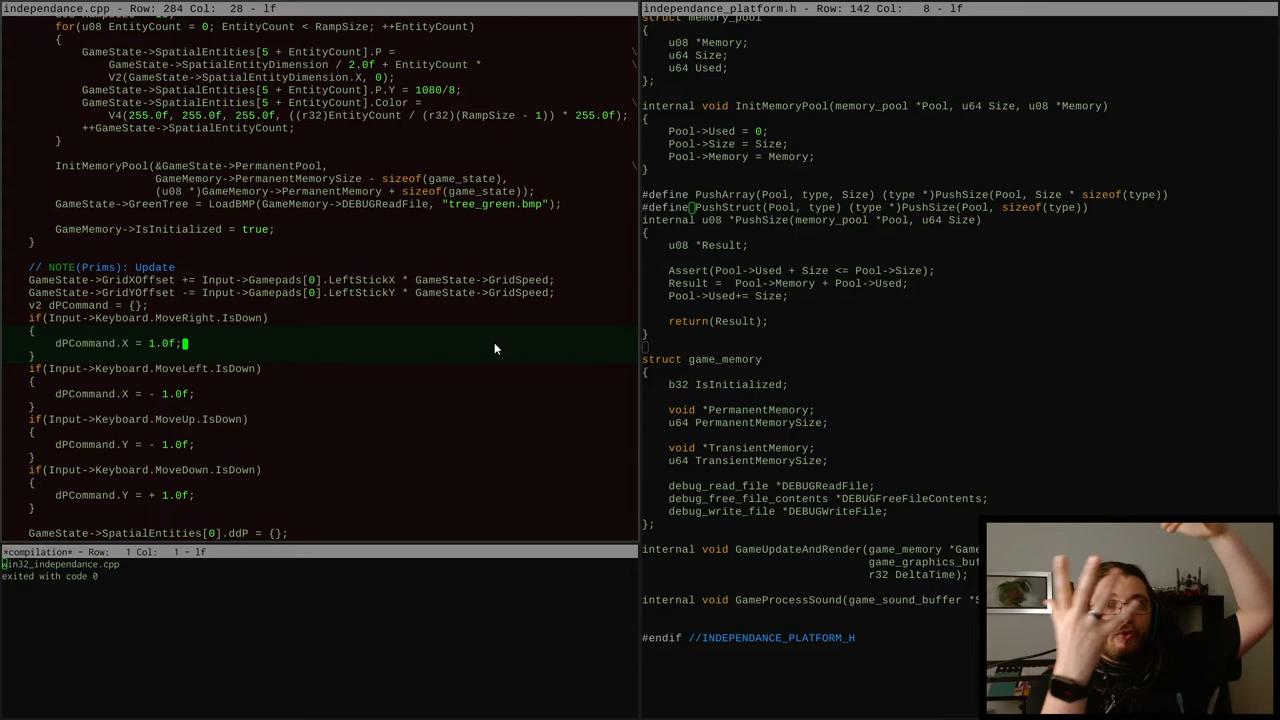 independance.cpp - Row: 284 Col:  28 - lf
for(u08 EntityCount = 0; EntityCount < RampSize; ++EntityCount)
{
GameState->SpatialEntities[5 + EntityCount].P = \
GameState->SpatialEntityDimension / 2.0f + EntityCount *
V2(GameState->SpatialEntityDimension.X, 0);
GameState->SpatialEntities[5 + EntityCount].P.Y = 1080/8;
GameState->SpatialEntities[5 + EntityCount].Color =
V4(255.0f, 255.0f, 255.0f, ((r32)EntityCount / (r32)(RampSize - 1)) * 255.0f);
++GameState->SpatialEntityCount;
}
InitMemoryPool(&GameState->PermanentPool, \
GameMemory->PermanentMemorySize - sizeof(game_state),
(u08 *)GameMemory->PermanentMemory + sizeof(game_state));
GameState->GreenTree = LoadBMP(GameMemory->DEBUGReadFile, "tree_green.bmp");
GameMemory->IsInitialized = true;
}
// NOTE(Prims): Update
GameState->GridXOffset += Input->Gamepads[0].LeftStickX * GameState->GridSpeed;
GameState->GridYOffset -= Input->Gamepads[0].LeftStickY * GameState->GridSpeed;
v2 dPCommand = {};
if(Input->Keyboard.MoveRight.IsDown)
{
dPCommand.X = 1.0f;
}
if(Input->Keyboard.MoveLeft.IsDown)
{
dPCommand.X = - 1.0f;
}
if(Input->Keyboard.MoveUp.IsDown)
{
dPCommand.Y = - 1.0f;
}
if(Input->Keyboard.MoveDown.IsDown)
{
dPCommand.Y = + 1.0f;
}
GameState->SpatialEntities[0].ddP = {};
*compilation* - Row:   1 Col:   1 - lf
win32_independance.cpp
exited with code 0
independance_platform.h - Row: 142 Col:   8 - lf
struct memory_pool
{
u08 *Memory;
u64 Size;
u64 Used;
};
internal void InitMemoryPool(memory_pool *Pool, u64 Size, u08 *Memory)
{
Pool->Used = 0;
Pool->Size = Size;
Pool->Memory = Memory;
}
#define PushArray(Pool, type, Size) (type *)PushSize(Pool, Size * sizeof(type))
#define PushStruct(Pool, type) (type *)PushSize(Pool, sizeof(type))
internal u08 *PushSize(memory_pool *Pool, u64 Size)
{
u08 *Result;
Assert(Pool->Used + Size <= Pool->Size);
Result =  Pool->Memory + Pool->Used;
Pool->Used+= Size;
return(Result);
}
struct game_memory
{
b32 IsInitialized;
void *PermanentMemory;
u64 PermanentMemorySize;
void *TransientMemory;
u64 TransientMemorySize;
debug_read_file *DEBUGReadFile;
debug_free_file_contents *DEBUGFreeFileContents;
debug_write_file *DEBUGWriteFile;
};
internal void GameUpdateAndRender(game_memory *Game
game_graphics_buf
r32 DeltaTime);
internal void GameProcessSound(game_sound_buffer *S
#endif //INDEPENDANCE_PLATFORM_H